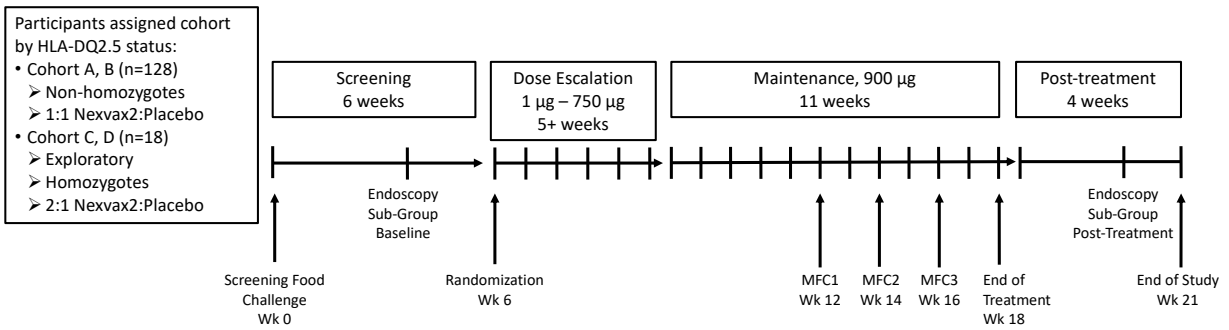 Participants assigned cohort
by HLA-DQ2.5 status:
• Cohort A, B (n=128)
➢ Non-homozygotes
➢ 1:1 Nexvax2:Placebo
• Cohort C, D (n=18)
➢ Exploratory
➢ Homozygotes
➢ 2:1 Nexvax2:Placebo
Screening
6 weeks
Dose Escalation
1 µg – 750 µg
5+ weeks
Maintenance, 900 µg
11 weeks
Post-treatment
4 weeks
Endoscopy
Sub-Group
Baseline
Endoscopy
Sub-Group
Post-Treatment
Screening Food
Challenge
Wk 0
Randomization
Wk 6
MFC1
Wk 12
MFC2
Wk 14
MFC3
Wk 16
End of
Treatment
Wk 18
End of Study
Wk 21